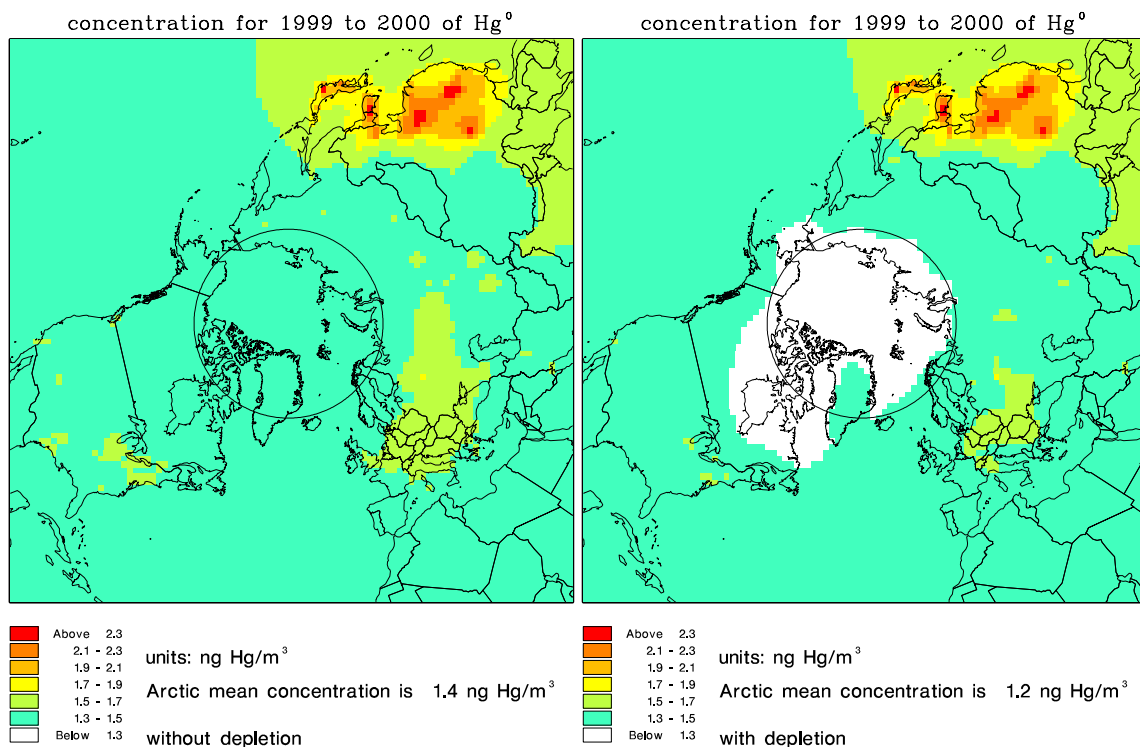 concentration for 1999 to 2000 of Hg⁰
Above 2.3
2.1 - 2.3
1.9 - 2.1
1.7 - 1.9
1.5 - 1.7
1.3 - 1.5
Below 1.3
units: ng Hg/m³
Arctic mean concentration is 1.4 ng Hg/m³
without depletion
concentration for 1999 to 2000 of Hg⁰
Above 2.3
2.1 - 2.3
1.9 - 2.1
1.7 - 1.9
1.5 - 1.7
1.3 - 1.5
Below 1.3
units: ng Hg/m³
Arctic mean concentration is 1.2 ng Hg/m³
with depletion